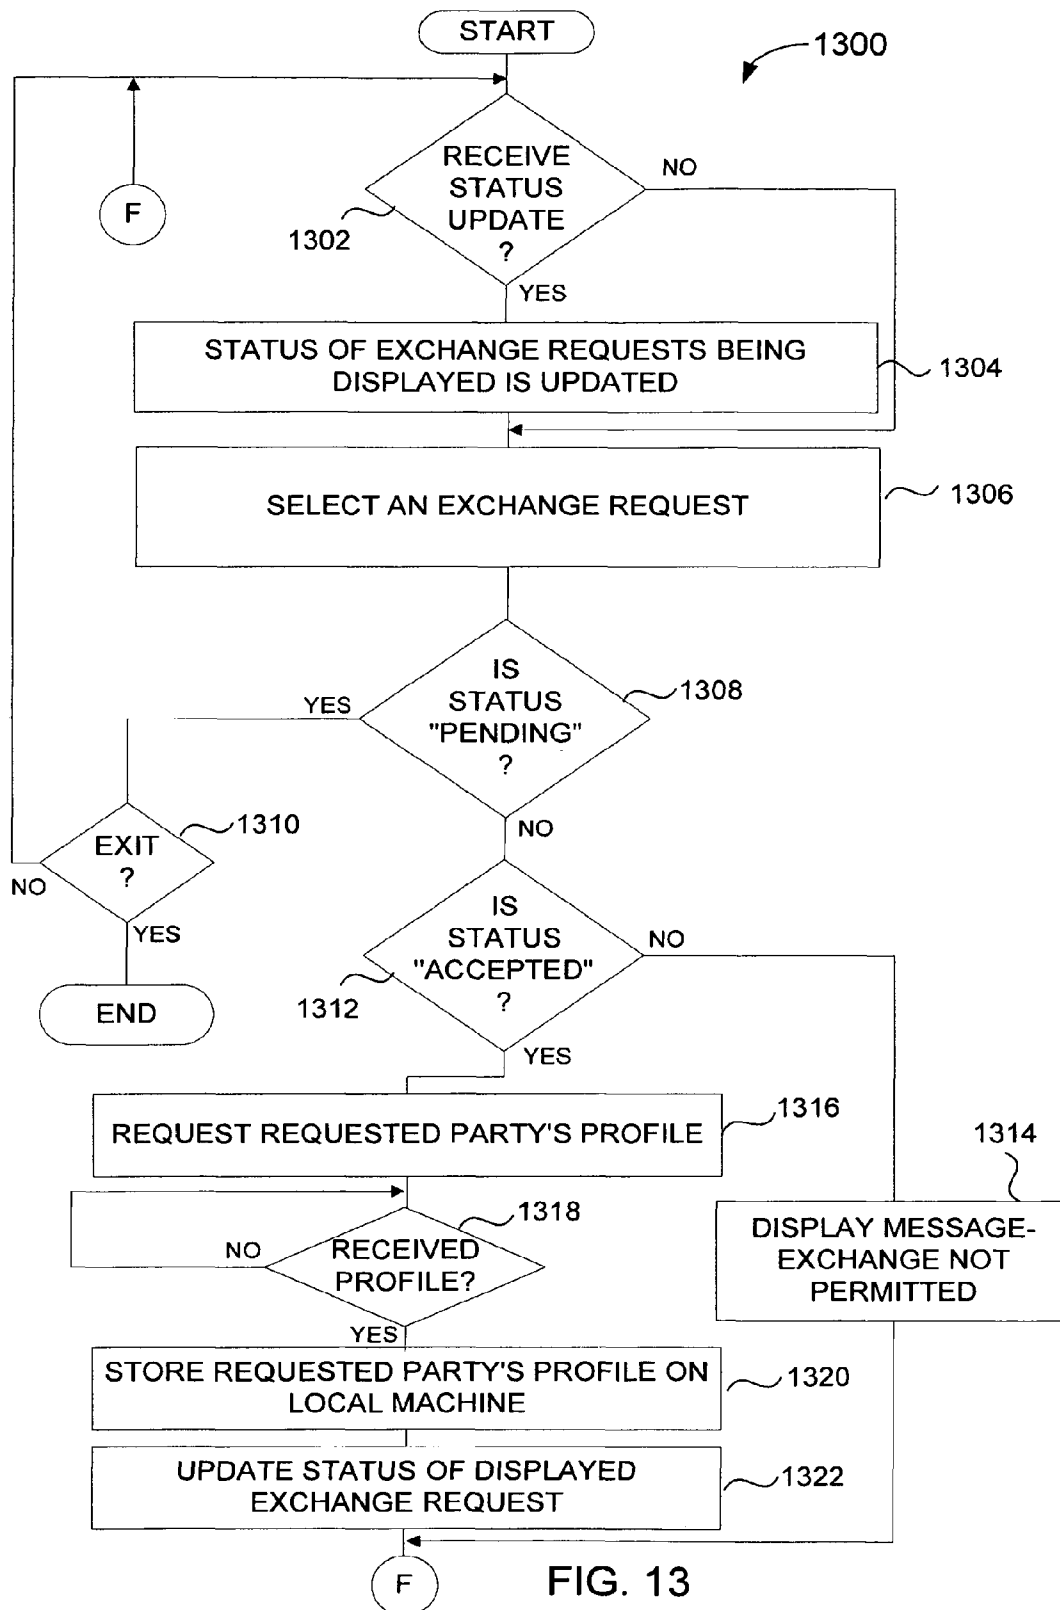 START
1300
RECEIVE
STATUS
UPDATE
?
NO
F
1302
YES
STATUS OF EXCHANGE REQUESTS BEING
DISPLAYED IS UPDATED
1304
SELECT AN EXCHANGE REQUEST
1306
IS
STATUS
"PENDING"
?
YES
1308
NO
EXIT
?
1310
NO
YES
END
IS
STATUS
"ACCEPTED"
?
NO
1312
YES
REQUEST REQUESTED PARTY'S PROFILE
1316
1314
RECEIVED
PROFILE?
1318
NO
YES
DISPLAY MESSAGE-
EXCHANGE NOT
PERMITTED
STORE REQUESTED PARTY'S PROFILE ON
LOCAL MACHINE
1320
UPDATE STATUS OF DISPLAYED
EXCHANGE REQUEST
1322
F
FIG. 13